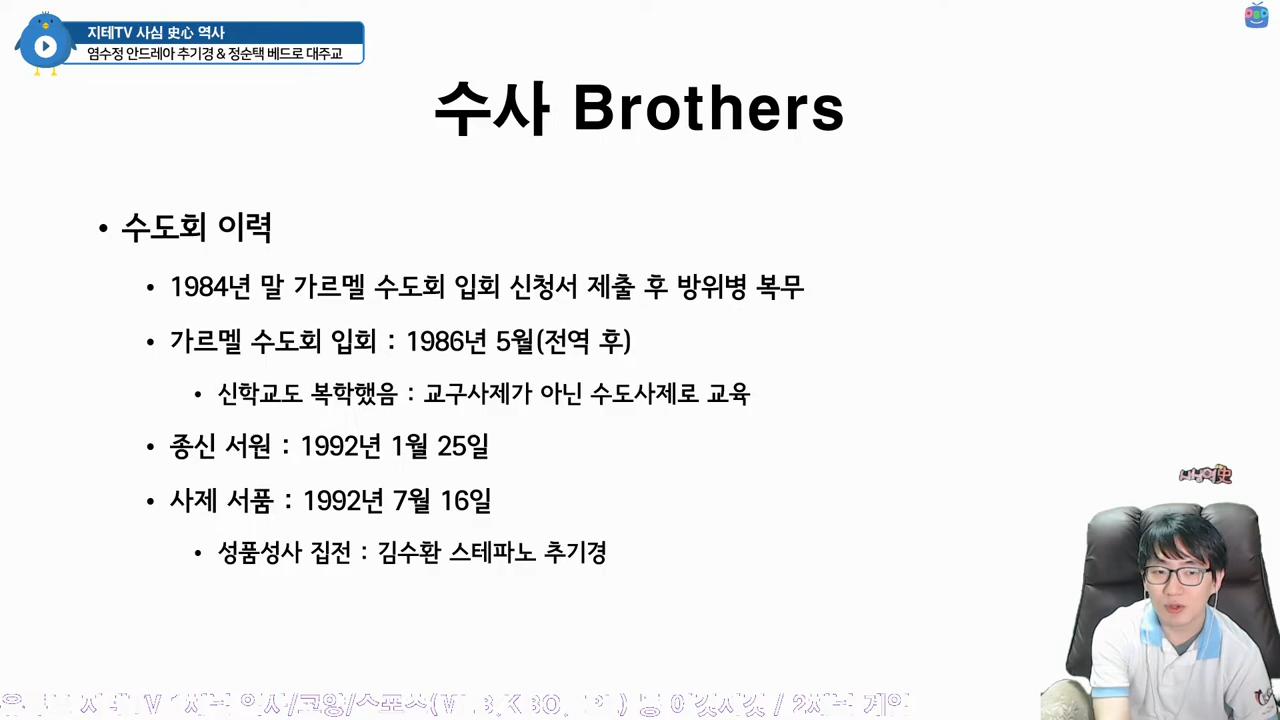 지테TV 사심 史心 역사
염수정 안드레아 추기경 & 정순택 베드로 대주교
수사 Brothers
• 수도회 이력
• 1984년 말 가르멜 수도회 입회 신청서 제출 후 방위병 복무
• 가르멜 수도회 입회 : 1986년 5월(전역 후)
• 신학교도 복학했음 : 교구사제가 아닌 수도사제로 교육
• 종신 서원 : 1992년 1월 25일
• 사제 서품 : 1992년 7월 16일
• 성품성사 집전 : 김수환 스테파노 추기경